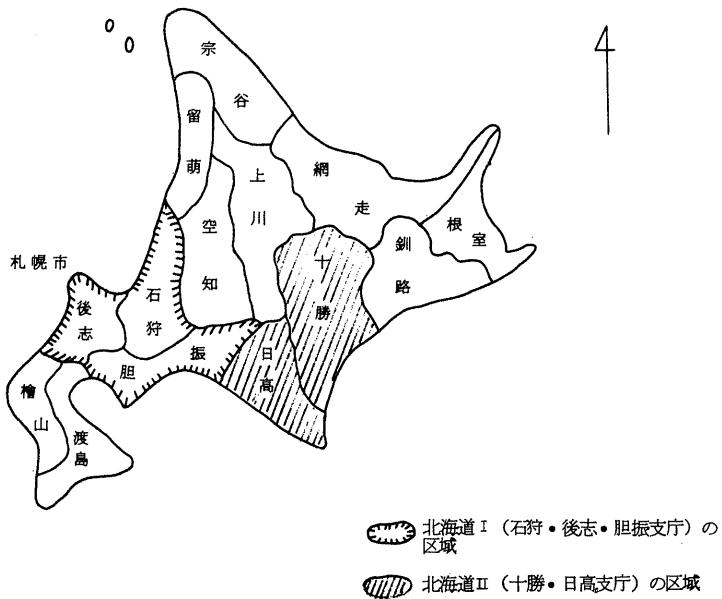 宗谷
留萌
上川
網走
空知
根室
釧路
十勝
札幌市
石狩
後志
胆振
日高
檜山
渡島
北海道Ⅰ（石狩・後志・胆振支庁）の
区域
北海道Ⅱ（十勝・日高支庁）の区域